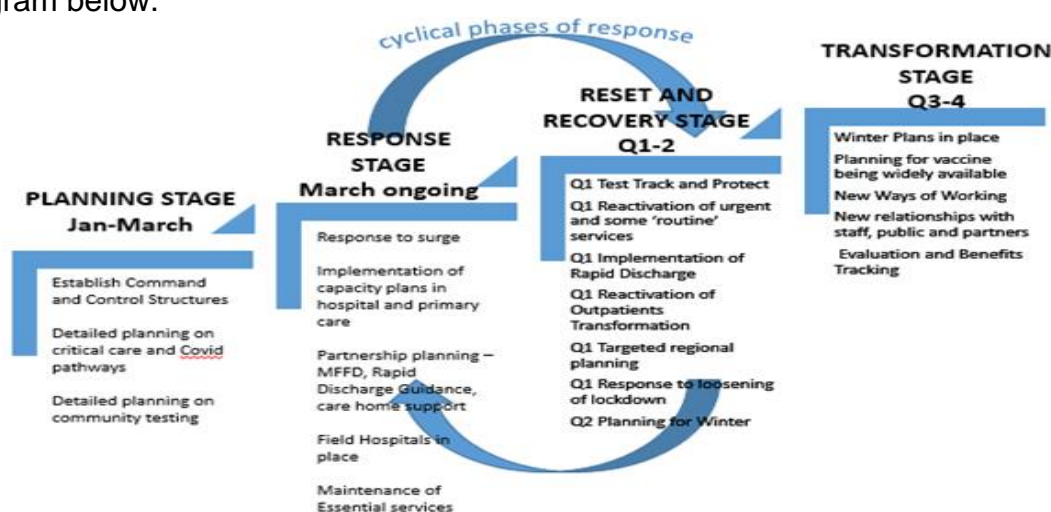 gram below.
cyclical phases of response
PLANNING STAGE
Jan-March
Establish Command
and Control Structures
Detailed planning on
critical care and Covid
pathways
Detailed planning on
community testing
RESPONSE
STAGE
March ongoing
Response to surge
Implementation of
capacity plans in
hospital and primary
care
Partnership planning –
MFFD, Rapid
Discharge Guidance,
care home support
Field Hospitals in
place
Maintenance of
Essential services
RESET AND
RECOVERY STAGE
Q1-2
Q1 Test Track and Protect
Q1 Reactivation of urgent
and some ‘routine’
services
Q1 Implementation of
Rapid Discharge
Q1 Reactivation of
Outpatients
Transformation
Q1 Targeted regional
planning
Q1 Response to loosening
of lockdown
Q2 Planning for Winter
TRANSFORMATION
STAGE
Q3-4
Winter Plans in place
Planning for vaccine
being widely available
New Ways of Working
New relationships with
staff, public and partners
Evaluation and Benefits
Tracking